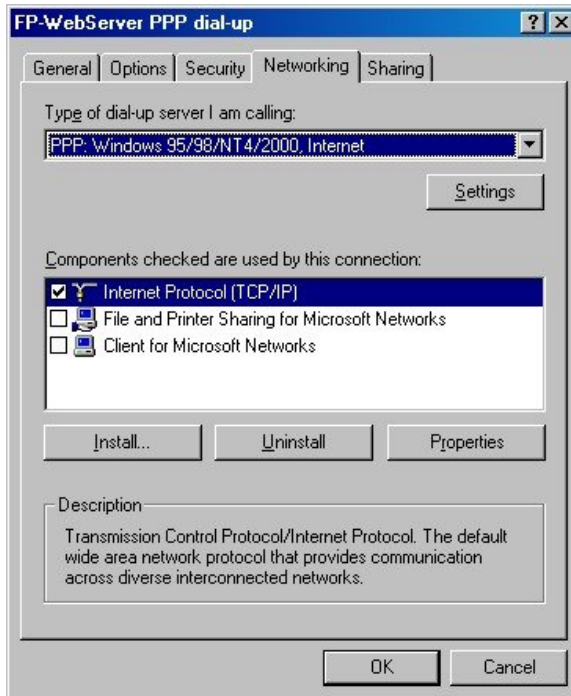 FP-WebServer PPP dial-up
General Options Security Networking Sharing
Type of dial-up server I am calling:
PPP: Windows 95/98/NT4/2000, Internet
Settings
Components checked are used by this connection:
Internet Protocol (TCP/IP)
File and Printer Sharing for Microsoft Networks
Client for Microsoft Networks
Install... Uninstall Properties
Description
Transmission Control Protocol/Internet Protocol. The default
wide area network protocol that provides communication
across diverse interconnected networks.
OK Cancel